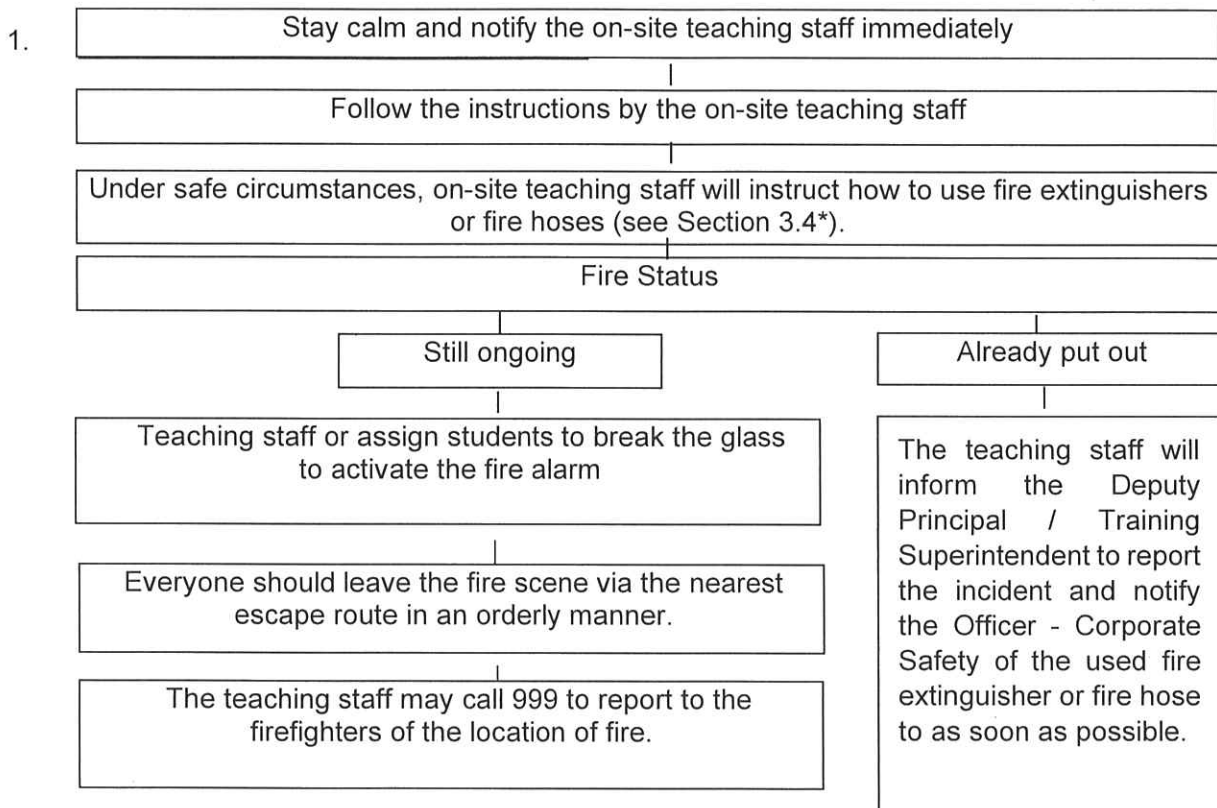 1.
Stay calm and notify the on-site teaching staff immediately
Follow the instructions by the on-site teaching staff
Under safe circumstances, on-site teaching staff will instruct how to use fire extinguishers
or fire hoses (see Section 3.4*).
Fire Status
Still ongoing
Teaching staff or assign students to break the glass
to activate the fire alarm
Everyone should leave the fire scene via the nearest
escape route in an orderly manner.
The teaching staff may call 999 to report to the
firefighters of the location of fire.
Already put out
The teaching staff will
inform the Deputy
Principal / Training
Superintendent to report
the incident and notify
the Officer - Corporate
Safety of the used fire
extinguisher or fire hose
to as soon as possible.